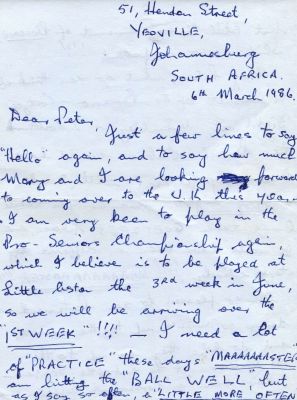 51, Hendon Street,
YEOVILLE,
Johannesburg
SOUTH AFRICA.
6th March 1986.
Dear Peter,
Just a few lines to say
"Hello" again, and to say how much
Mary and I are looking forward
to coming over to the U.K this year.
I am very keen to play in the
Pro-Seniors Championship again,
which I believe is to be played at
Little Aston the 3rd week in June,
so we will be arriving over the
"1ST WEEK" !!!! — I need a lot
of "PRACTICE" these days "MAAAAAASTER
am hitting the "BALL WELL", but
as I say so often, a "LITTLE MORE OFTEN